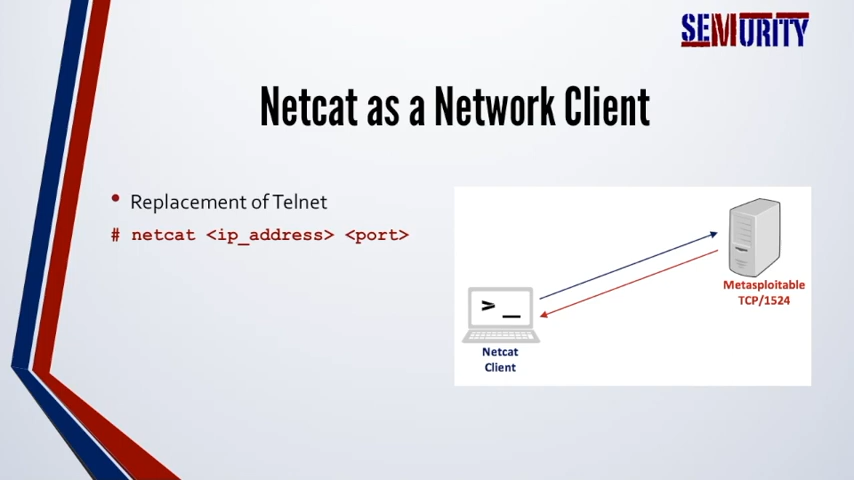 SEMURITY
Netcat as a Network Client
• Replacement of Telnet
# netcat <ip_address> <port>
>_
Metasploitable
TCP/1524
Netcat
Client